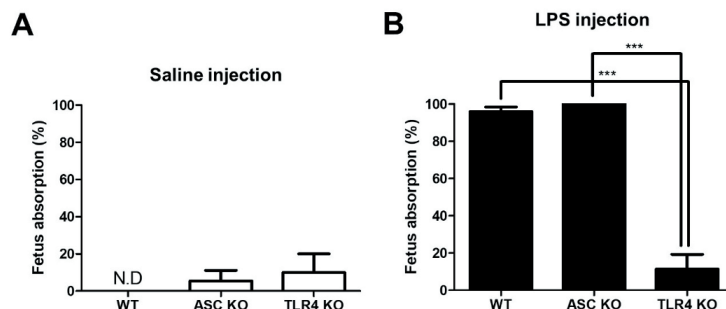 A
Saline injection
Fetus absorption (%)
100
80
60
40
20
0
N.D
WT
ASC KO
TLR4 KO
B
LPS injection
***
***
Fetus absorption (%)
100
80
60
40
20
0
WT
ASC KO
TLR4 KO